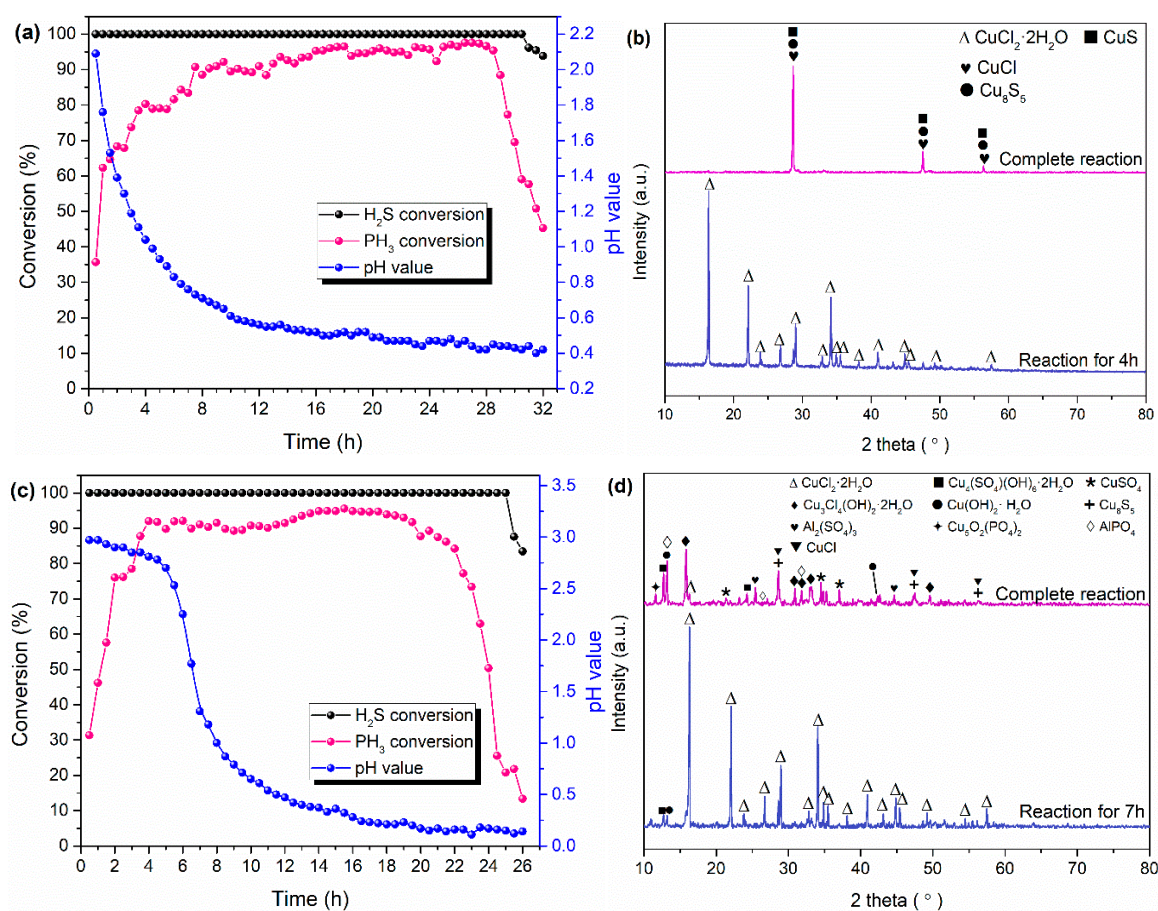 (a)
100
90
80
70
60
50
40
30
20
10
0
Conversion (%)
2.2
2.0
1.8
1.6
1.4
1.2
1.0
0.8
0.6
0.4
0.2
pH value
H₂S conversion
PH₃ conversion
pH value
0 4 8 12 16 20 24 28 32
Time (h)
(b)
Δ CuCl₂·2H₂O ■ CuS
♥ CuCl
● Cu₈S₅
Complete reaction
Reaction for 4h
Intensity (a.u.)
10 20 30 40 50 60 70 80
2 theta ( ° )
(c)
100
90
80
70
60
50
40
30
20
10
0
Conversion (%)
3.5
3.0
2.5
2.0
1.5
1.0
0.5
0.0
pH value
H₂S conversion
PH₃ conversion
pH value
0 2 4 6 8 10 12 14 16 18 20 22 24 26
Time (h)
(d)
Δ CuCl₂·2H₂O ■ Cu₄(SO₄)(OH)₆·2H₂O ★ CuSO₄
♦ Cu₃Cl₄(OH)₂·2H₂O ● Cu(OH)₂·H₂O + Cu₈S₅
♥ Al₂(SO₄)₃ ✦ Cu₅O₂(PO₄)₂ ◇ AlPO₄
▼ CuCl
Complete reaction
Reaction for 7h
Intensity (a.u.)
10 20 30 40 50 60 70 80
2 theta ( ° )